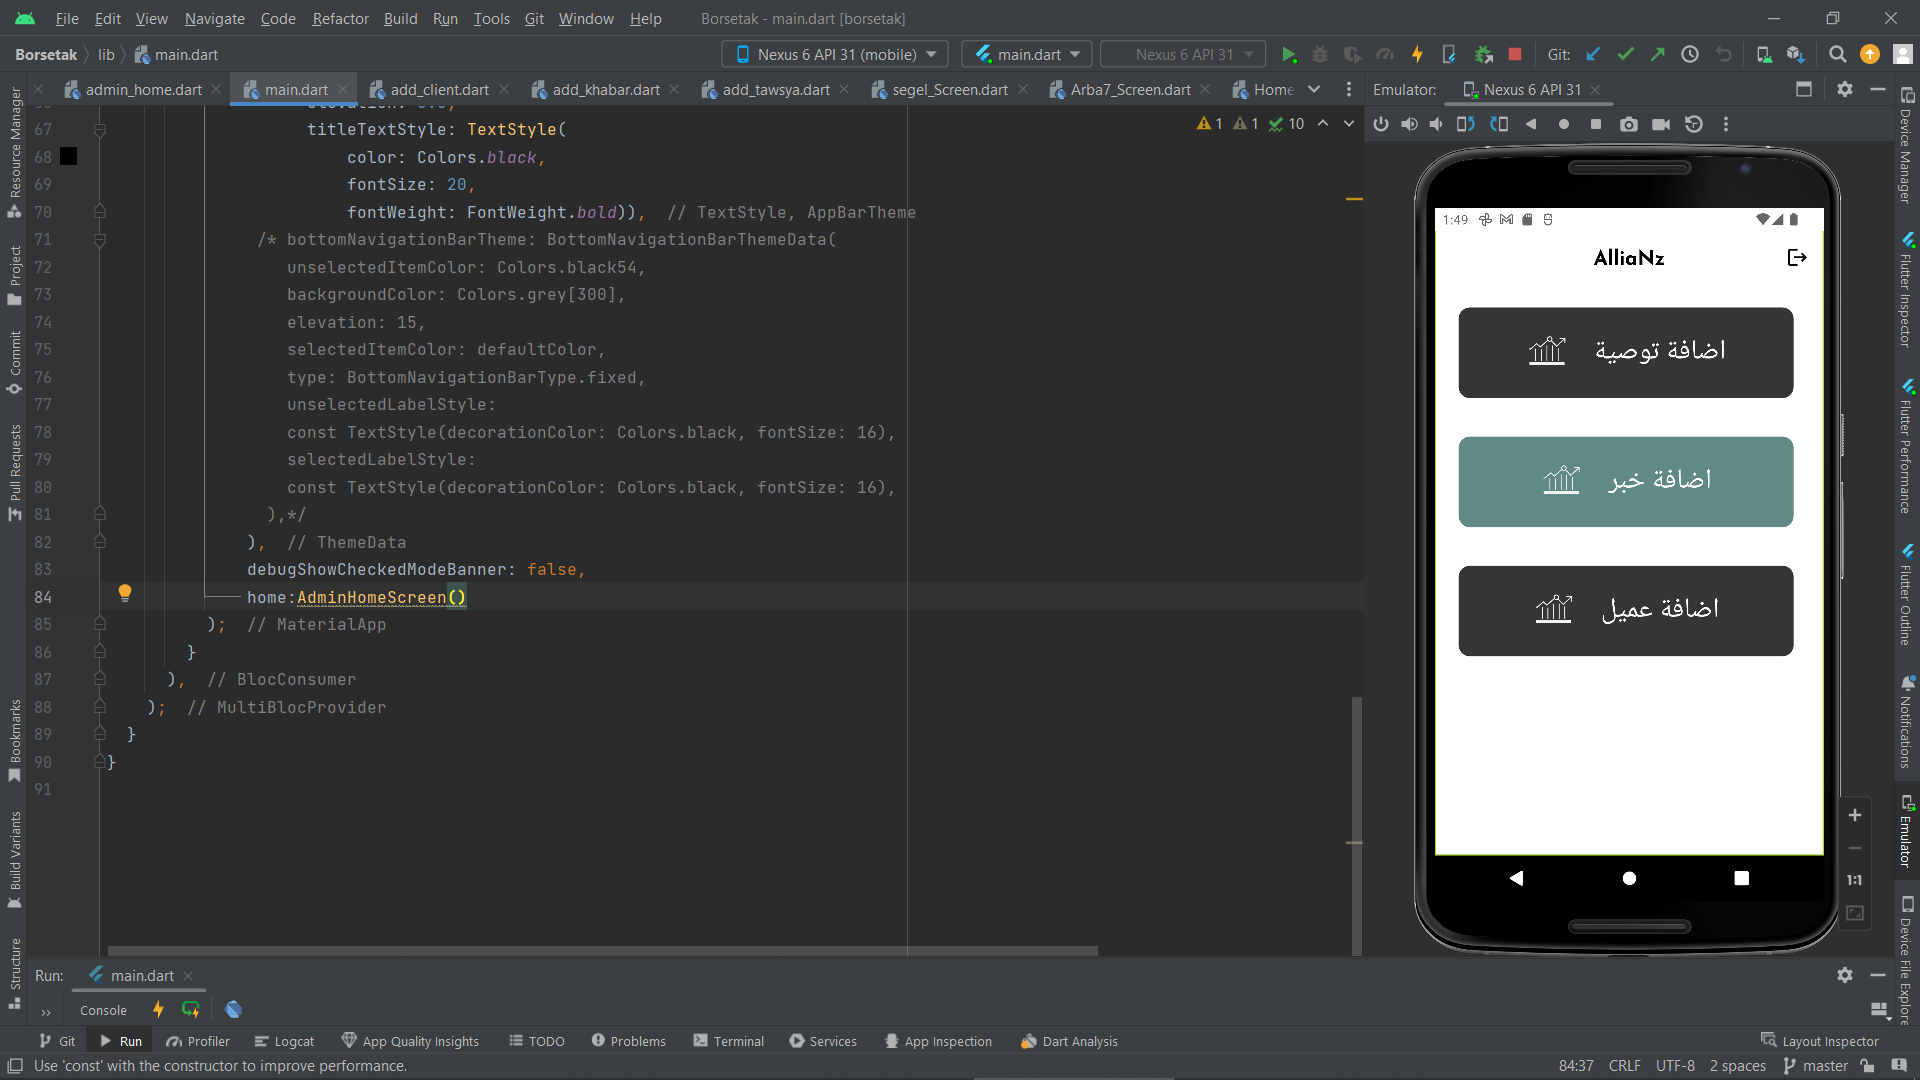 File Edit View Navigate Code Refactor Build Run Tools Git Window Help Borsetak - main.dart [borsetak]
Borsetak lib main.dart Nexus 6 API 31 (mobile) main.dart Nexus 6 API 31 Git:
admin_home.dart main.dart add_client.dart add_khabar.dart add_tawsya.dart segel_Screen.dart Arba7_Screen.dart Home
Emulator: Nexus 6 API 31
1 1 10
67 titleTextStyle: TextStyle(
68 color: Colors.black,
69 fontSize: 20,
70 fontWeight: FontWeight.bold)), // TextStyle, AppBarTheme
71 /* bottomNavigationBarTheme: BottomNavigationBarThemeData(
72 unselectedItemColor: Colors.black54,
73 backgroundColor: Colors.grey[300],
74 elevation: 15,
75 selectedItemColor: defaultColor,
76 type: BottomNavigationBarType.fixed,
77 unselectedLabelStyle:
78 const TextStyle(decorationColor: Colors.black, fontSize: 16),
79 selectedLabelStyle:
80 const TextStyle(decorationColor: Colors.black, fontSize: 16),
81 ),*/
82 ), // ThemeData
83 debugShowCheckedModeBanner: false,
84 home:AdminHomeScreen()
85 ); // MaterialApp
86 }
87 ), // BlocConsumer
88 ); // MultiBlocProvider
89 }
90 }
91
1:49
AlliaNz
اضافة توصية
اضافة خبر
اضافة عميل
1:1
Resource Manager
Project
Commit
Pull Requests
Bookmarks
Build Variants
Structure
Device Manager
Flutter Inspector
Flutter Performance
Flutter Outline
Notifications
Emulator
Device File Explore
Run: main.dart
Console
Git Run Profiler Logcat App Quality Insights TODO Problems Terminal Services App Inspection Dart Analysis Layout Inspector
Use 'const' with the constructor to improve performance. 84:37 CRLF UTF-8 2 spaces master